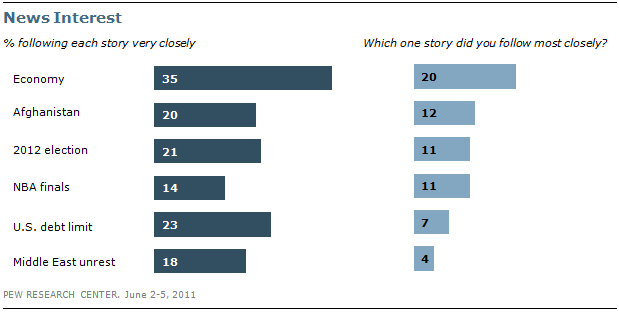 News Interest
% following each story very closely Which one story did you follow most closely?
Economy 35 20
Afghanistan 20 12
2012 election 21 11
NBA finals 14 11
U.S. debt limit 23 7
Middle East unrest 18 4
PEW RESEARCH CENTER. June 2-5, 2011